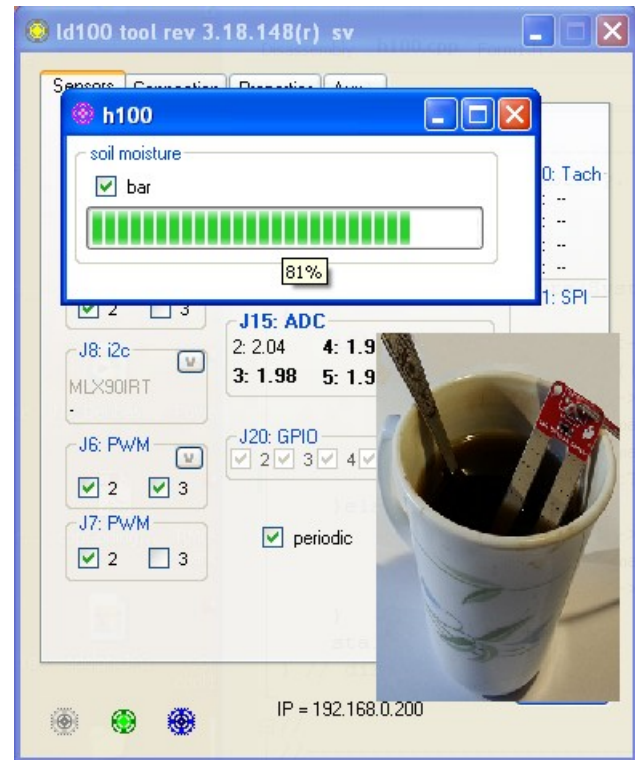 ld100 tool rev 3.18.148(r) sv
Sensors Connection Properties Aux
h100
soil moisture
bar
81%
0: Tach
: --
: --
: --
: --
1: SPI
2 3
J15: ADC
2: 2.04 4: 1.9
3: 1.98 5: 1.9
J8: i2c
MLX90IRT
-
J6: PWM
2 3
J20: GPIO
2 3 4
J7: PWM
2 3
periodic
IP = 192.168.0.200